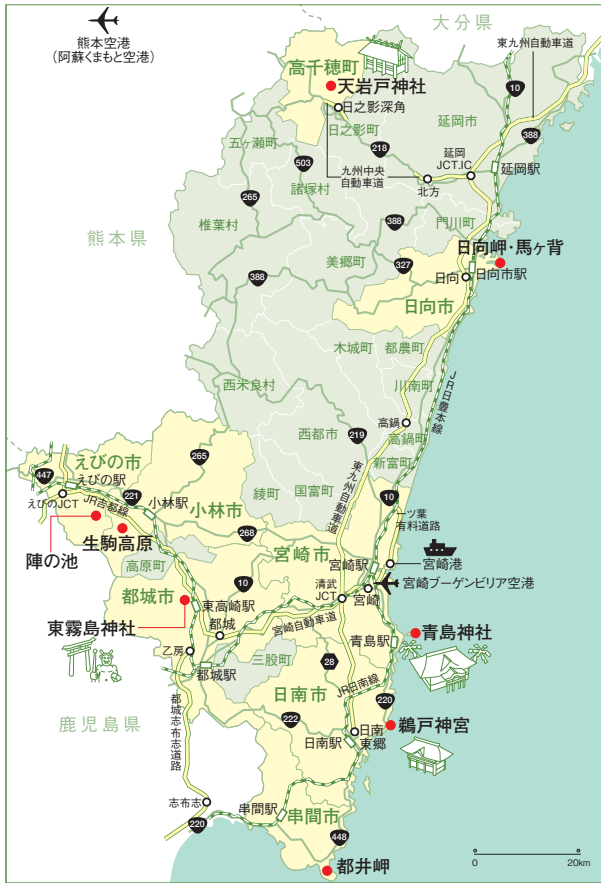 大分県
熊本空港
(阿蘇くまもと空港)
東九州自動車道
高千穂町
天岩戸神社
10
日之影深角
延岡市
日之影町
388
五ヶ瀬町
218
延岡
JCT.IC
503
九州中央
自動車道
延岡駅
諸塚村
北方
265
熊本県
椎葉村
388
門川町
日向岬・馬ヶ背
美郷町
327
388
日向
日向市駅
日向市
木城町
都農町
JR日豊本線
西米良村
川南町
高鍋
西都市
219
高鍋町
えびの市
265
東九州自動車道
新富町
447
えびの駅
綾町
国富町
10
えびのJCT
221
小林駅
小林市
一ツ葉
有料道路
JR吉都線
268
生駒高原
宮崎市
陣の池
宮崎駅
宮崎港
高原町
10
清武
JCT
宮崎
宮崎ブーゲンビリア空港
都城市
東高崎駅
宮崎自動車道
東霧島神社
都城
青島駅
青島神社
乙房
三股町
都城駅
28
JR日南線
日南市
220
鹿児島県
都城志布志道路
222
日南
東郷
鵜戸神宮
日南駅
志布志
串間駅
串間市
220
448
都井岬
0
20km